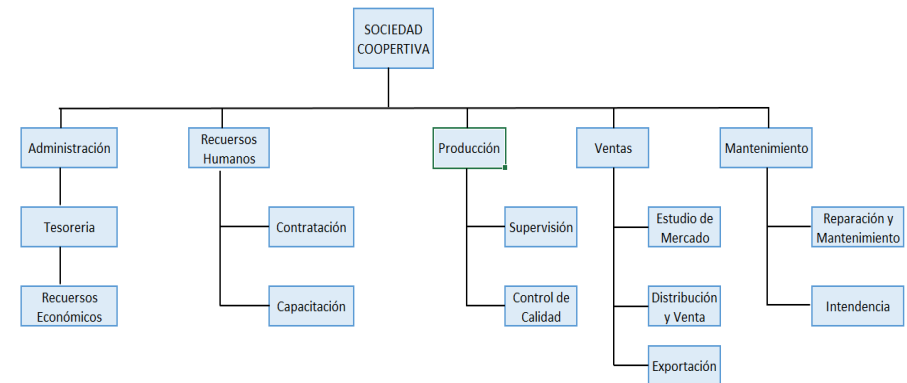 SOCIEDAD
COOPERTIVA
Administración
Recuersos
Humanos
Producción
Ventas
Mantenimiento
Tesoreria
Contratación
Supervisión
Estudio de
Mercado
Reparación y
Mantenimiento
Recuersos
Económicos
Capacitación
Control de
Calidad
Distribución
y Venta
Intendencia
Exportación